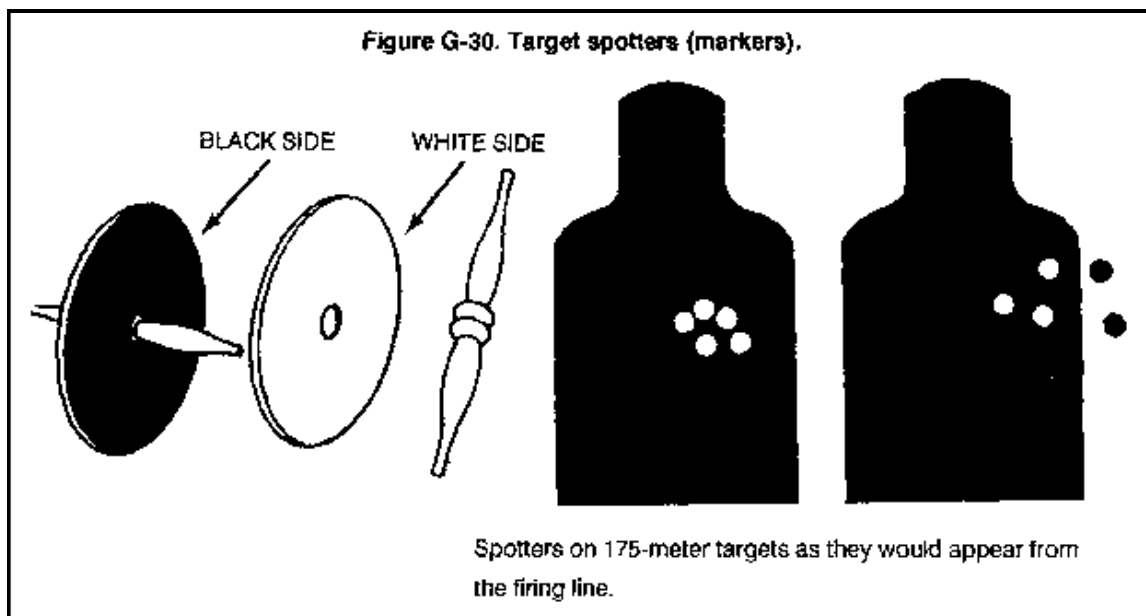 Figure G-30. Target spotters (markers).
BLACK SIDE
WHITE SIDE
Spotters on 175-meter targets as they would appear from
the firing line.